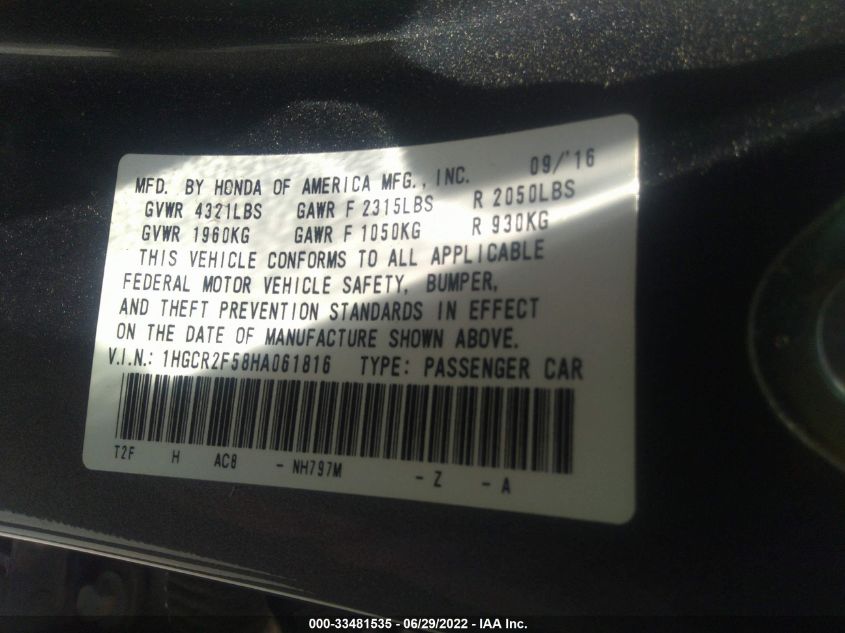 MFD. BY HONDA OF AMERICA MFG., INC. 09/'16
GVWR 4321LBS GAWR F 2315LBS R 2050LBS
GVWR 1960KG GAWR F 1050KG R 930KG
THIS VEHICLE CONFORMS TO ALL APPLICABLE
FEDERAL MOTOR VEHICLE SAFETY, BUMPER,
AND THEFT PREVENTION STANDARDS IN EFFECT
ON THE DATE OF MANUFACTURE SHOWN ABOVE.
V.I.N.: 1HGCR2F58HA061816 TYPE: PASSENGER CAR
T2F H AC8 - NH797M - Z - A
000-33481535 - 06/29/2022 - IAA Inc.